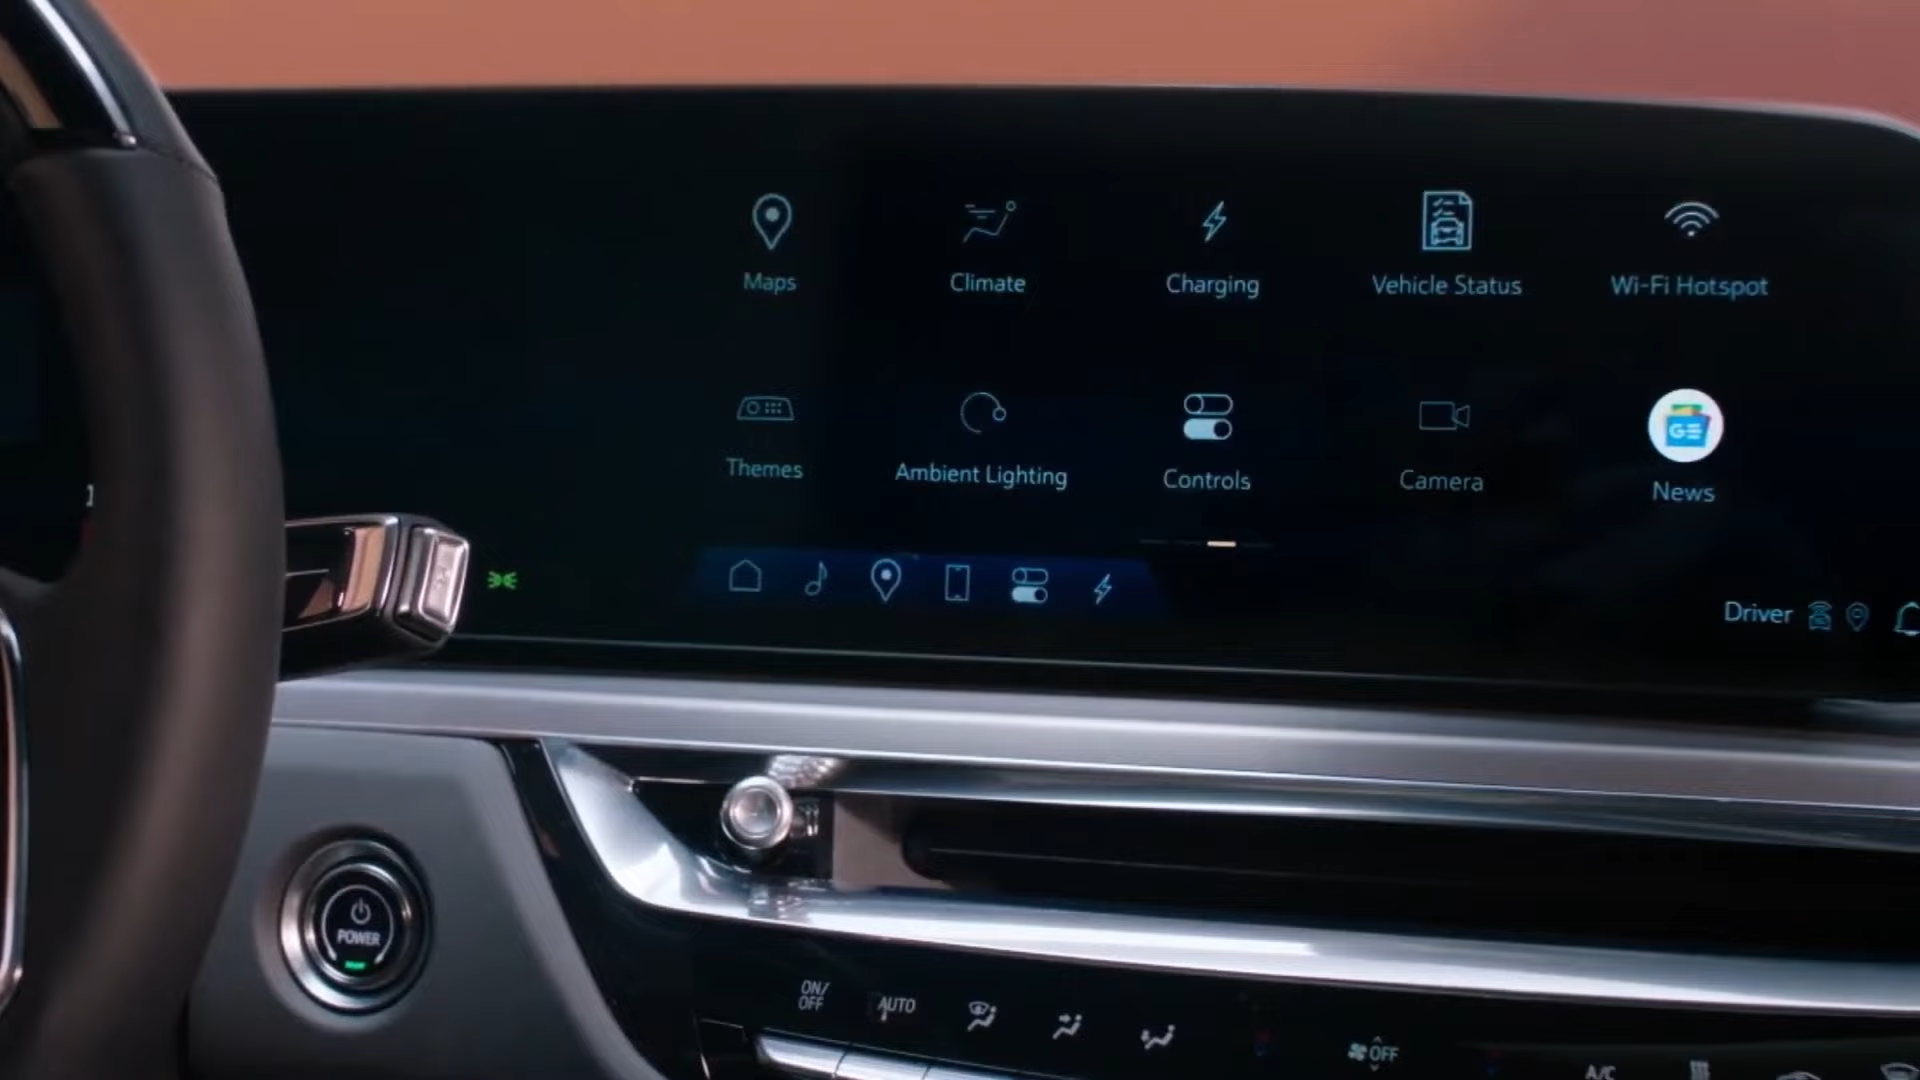 Maps
Climate
Charging
Vehicle Status
Wi-Fi Hotspot
Themes
Ambient Lighting
Controls
Camera
GE
News
Driver
POWER
ON/
OFF
AUTO
OFF
A/C